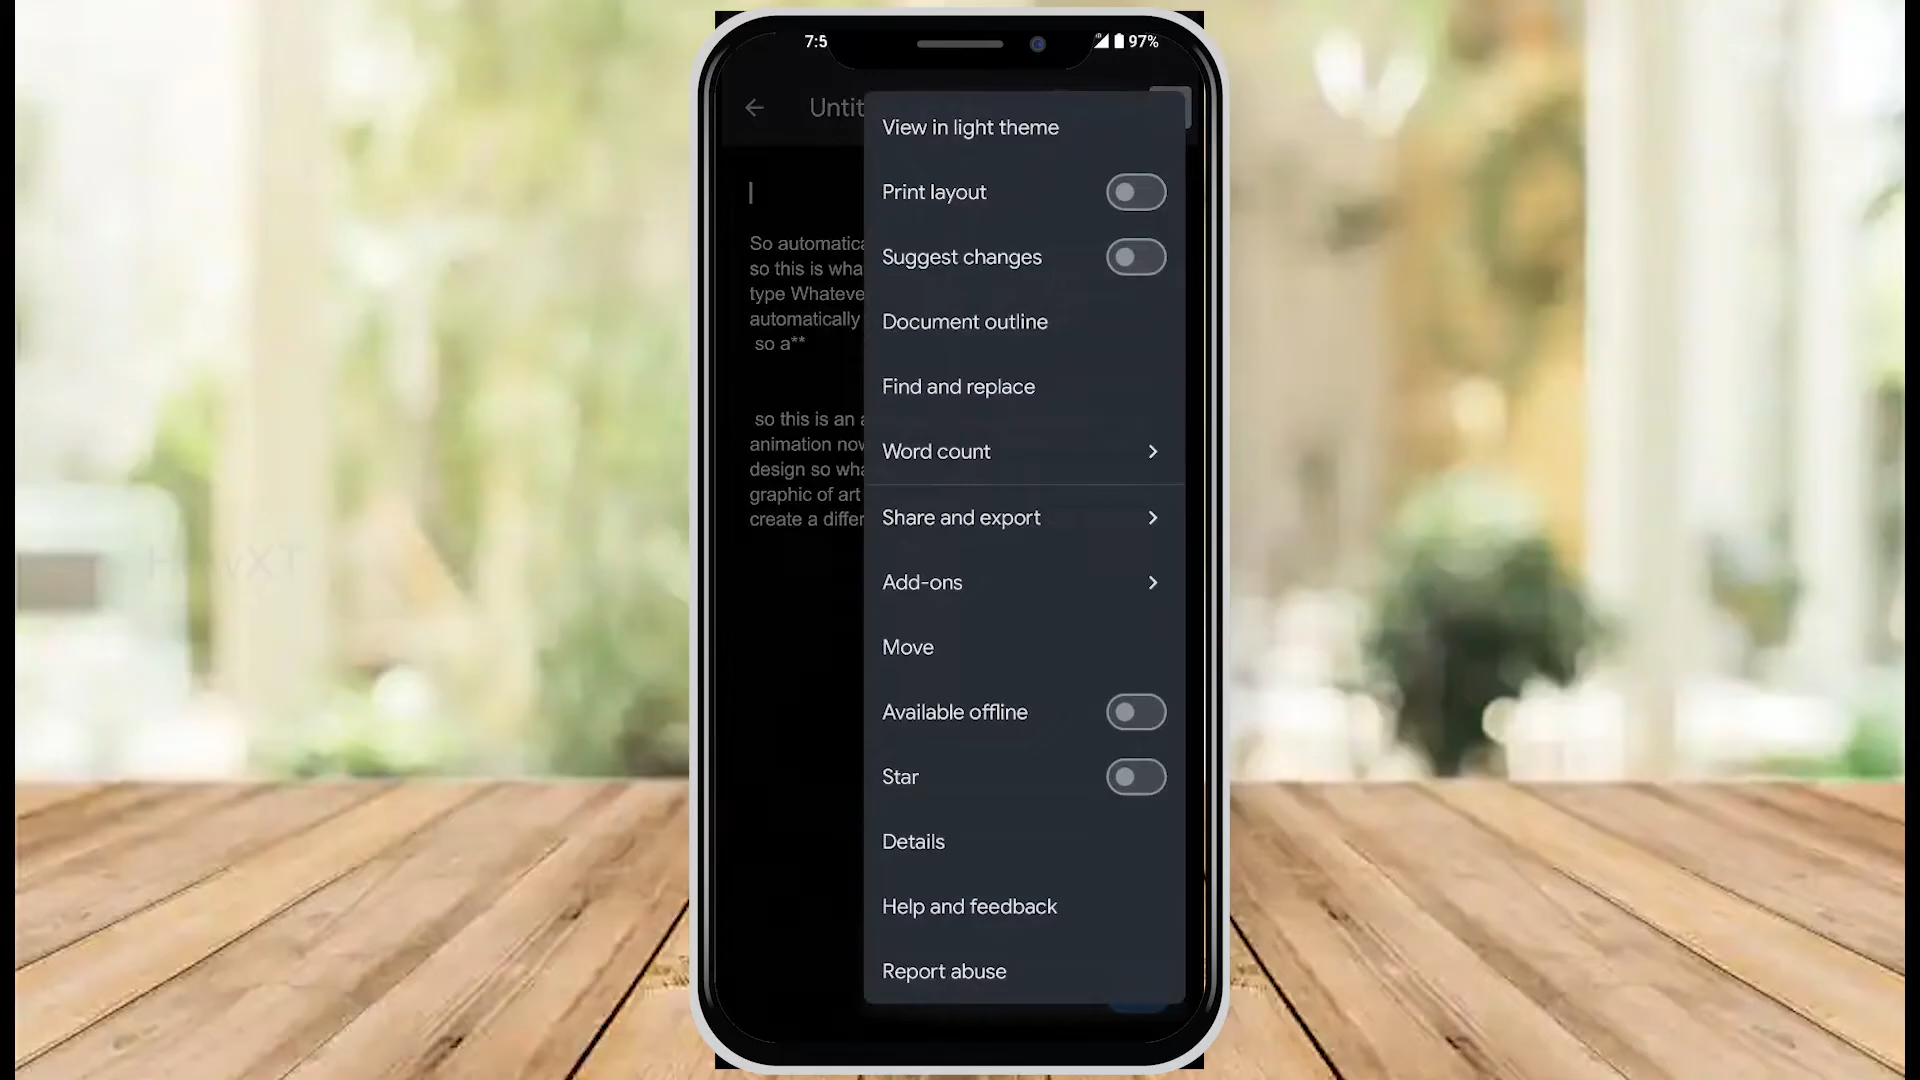 7:5
97%
Untit
View in light theme
Print layout
Suggest changes
Document outline
Find and replace
Word count
Share and export
Add-ons
Move
Available offline
Star
Details
Help and feedback
Report abuse
So automatica
so this is wha
type Whateve
automatically
so a**
so this is an a
animation now
design so wha
graphic of art
create a differ
HowXT